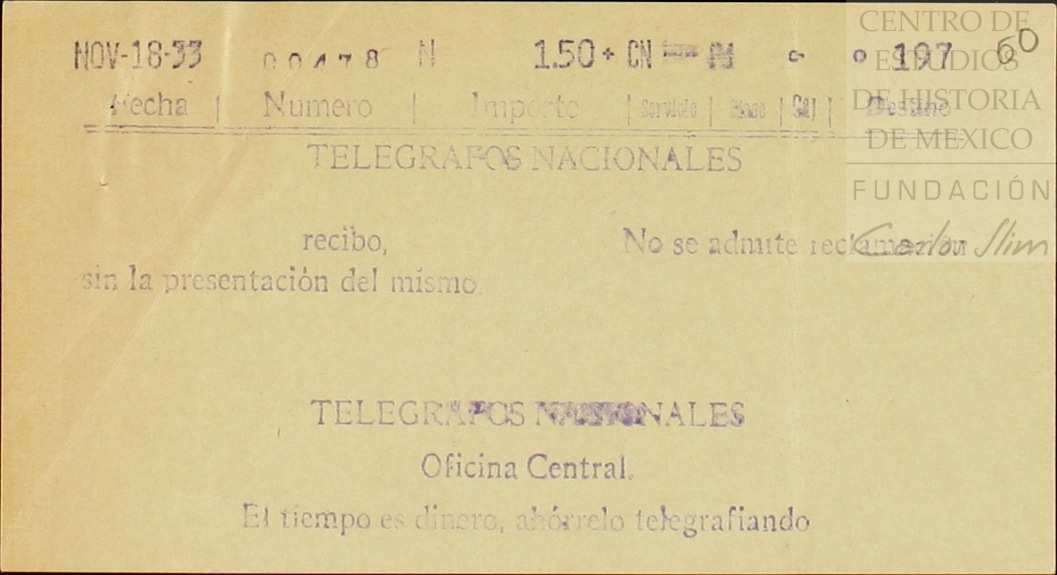 NOV-18-33 00478 N 1.50+ CN M 197 60
Fecha | Numero | Importe | Servicio | Clase | Caj | Destino
TELEGRAFOS NACIONALES
recibo, No se admite reclamación
sin la presentación del mismo.
TELEGRAFOS NACIONALES
Oficina Central.
El tiempo es dinero, ahórrelo telegrafiando
CENTRO DE
ESTUDIOS
DE HISTORIA
DE MEXICO
FUNDACIÓN
Carlos Slim